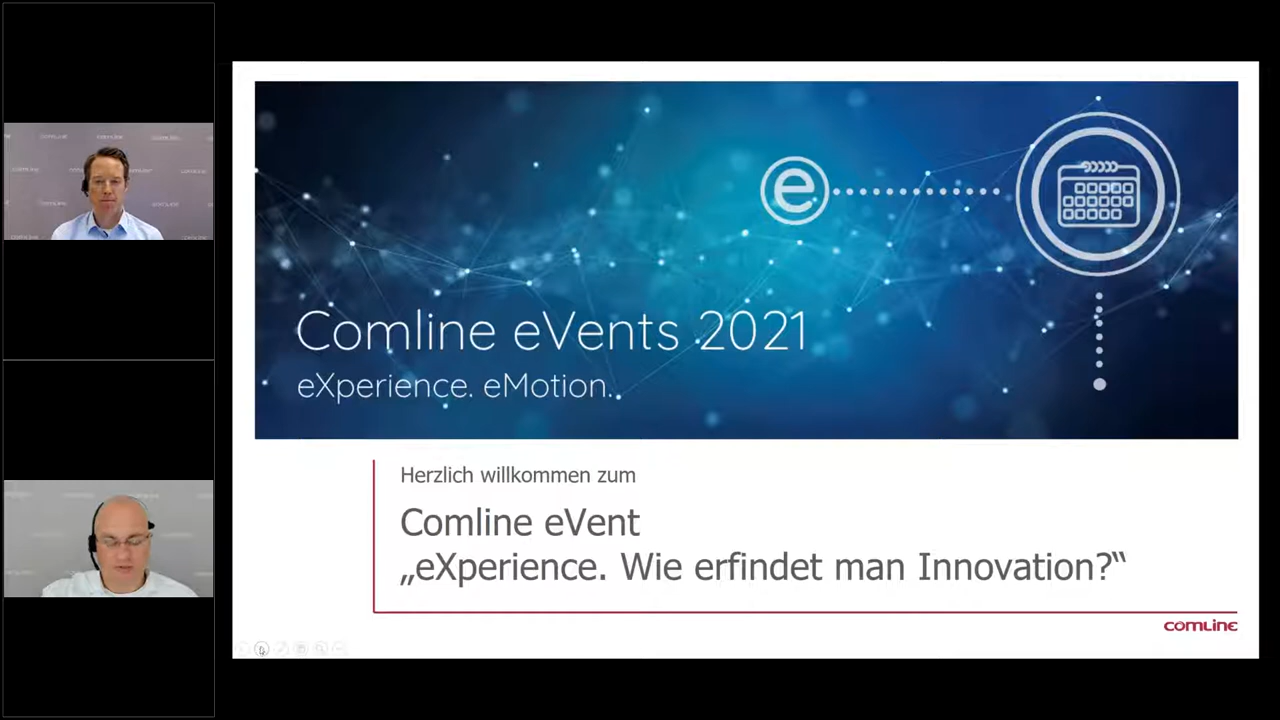 Comline eVents 2021
eXperience. eMotion.
Herzlich willkommen zum
Comline eVent
„eXperience. Wie erfindet man Innovation?“
comline